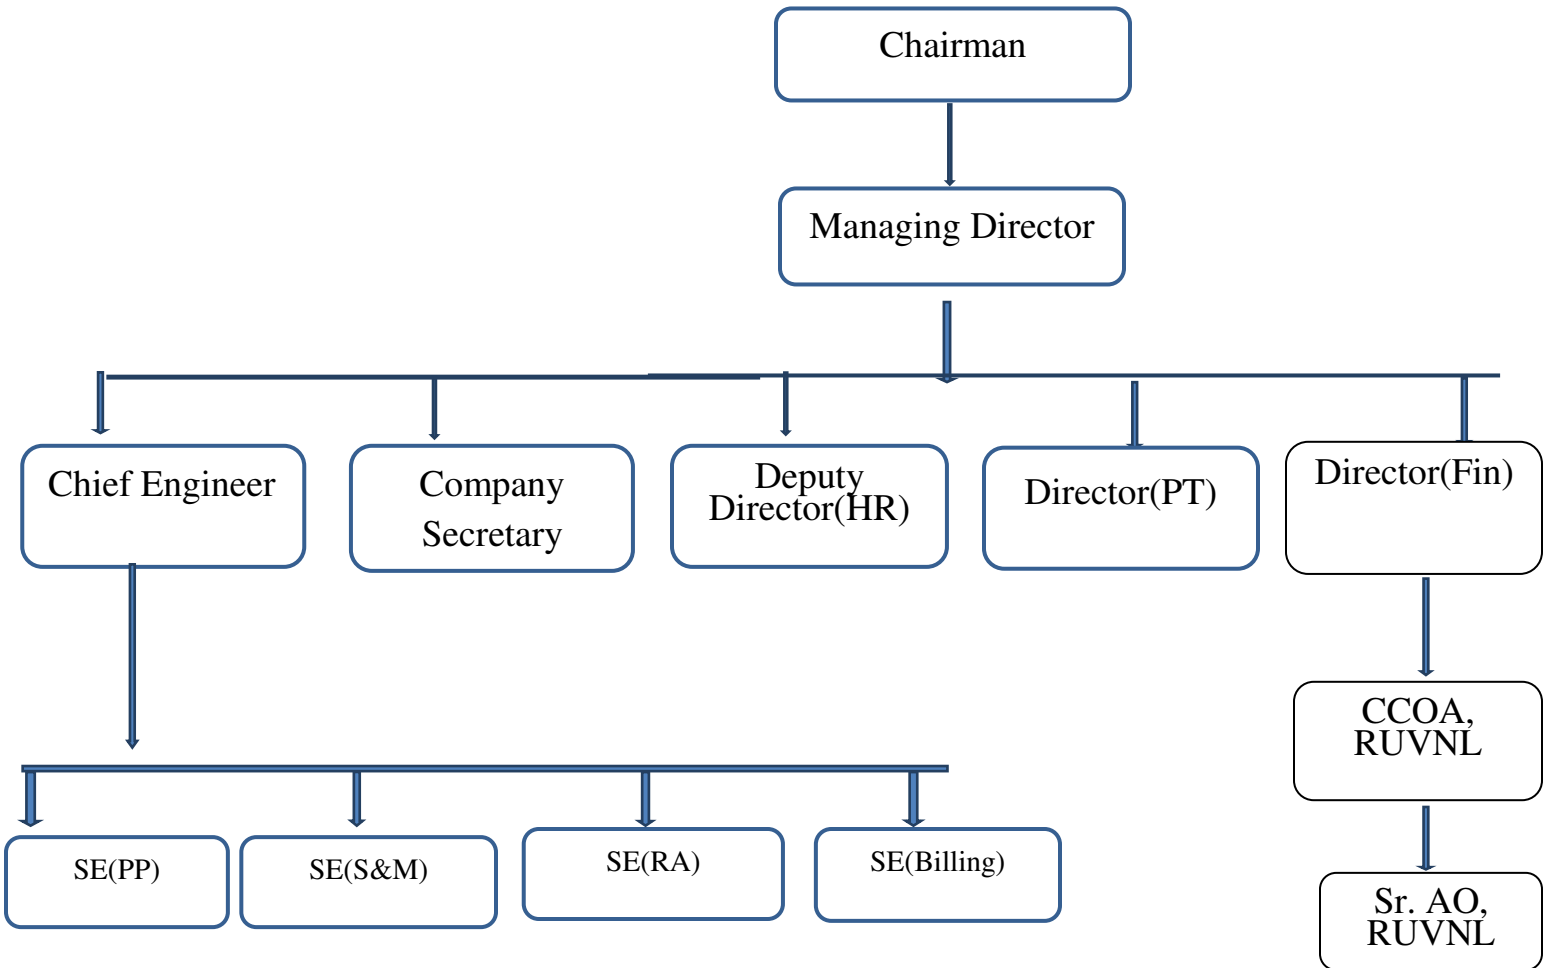 Chairman
Managing Director
Chief Engineer
Company
Secretary
Deputy
Director(HR)
Director(PT)
Director(Fin)
CCOA,
RUVNL
SE(PP)
SE(S&M)
SE(RA)
SE(Billing)
Sr. AO,
RUVNL